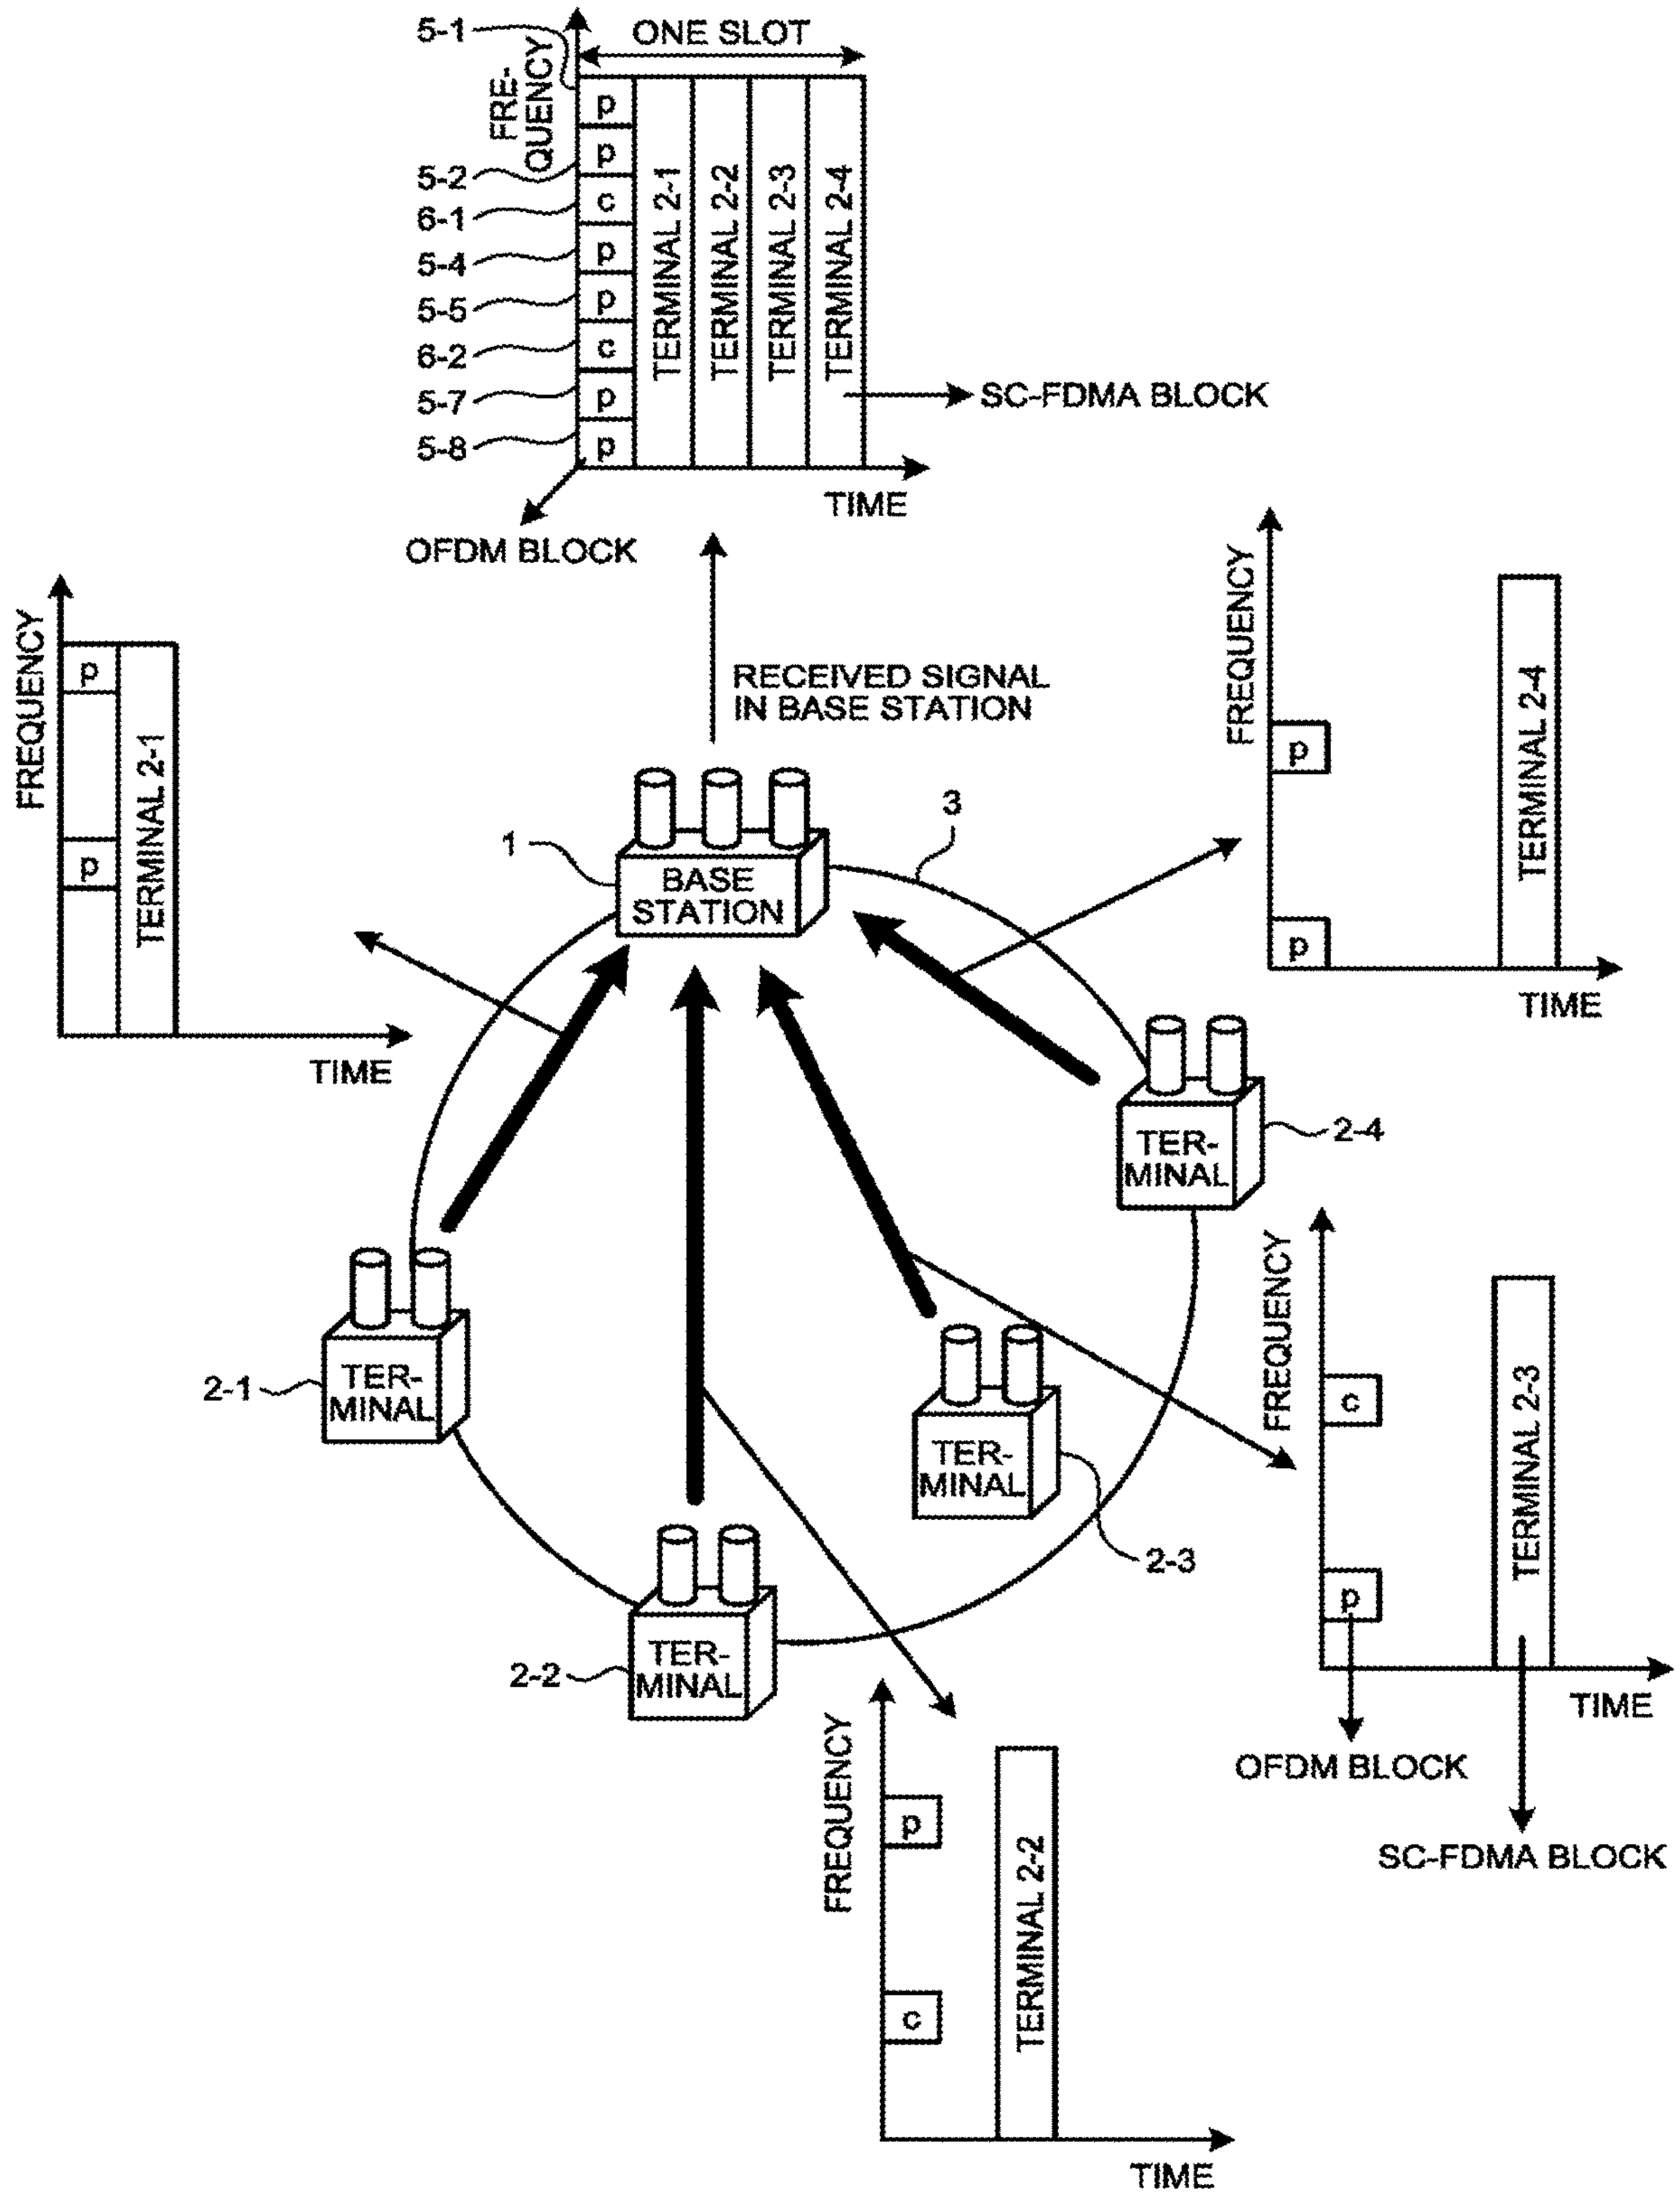 5-1
ONE SLOT
FRE-
QUENCY
p
p
c
p
p
c
p
p
5-2
6-1
5-4
5-5
6-2
5-7
5-8
TERMINAL 2-1
TERMINAL 2-2
TERMINAL 2-3
TERMINAL 2-4
SC-FDMA BLOCK
TIME
OFDM BLOCK
FREQUENCY
p
p
TERMINAL 2-1
TIME
RECEIVED SIGNAL
IN BASE STATION
FREQUENCY
p
p
TERMINAL 2-4
TIME
1
BASE
STATION
3
TER-
MINAL
2-4
2-1
TER-
MINAL
TER-
MINAL
2-3
2-2
TER-
MINAL
FREQUENCY
c
p
TERMINAL 2-3
TIME
OFDM BLOCK
SC-FDMA BLOCK
FREQUENCY
p
c
TERMINAL 2-2
TIME